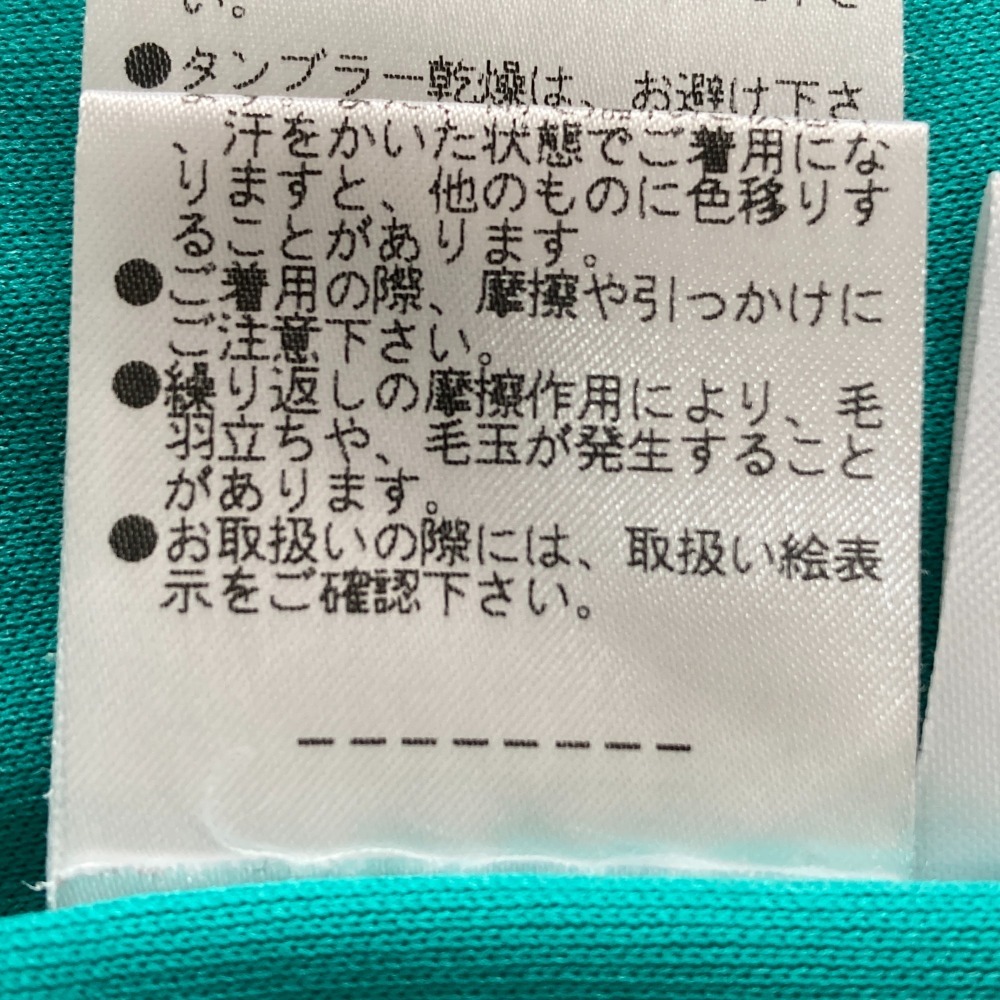 い。
●タンブラー乾燥は、お避け下さ
、汗をかいた状態でご着用にな
りますと、他のものに色移りす
ることがあります。
●ご着用の際、摩擦や引っかけに
ご注意下さい。
●繰り返しの摩擦作用により、毛
羽立ちや、毛玉が発生すること
があります。
●お取扱いの際には、取扱い絵表
示をご確認下さい。
－－－－－－－－